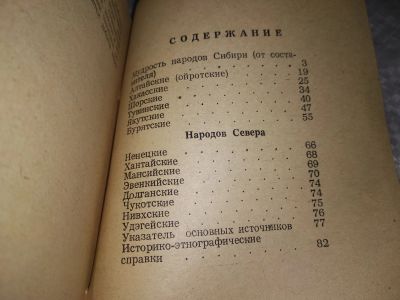 СОДЕРЖАНИЕ
Мудрость народов Сибири (от соста-
вителя) 3
Алтайские (ойротские) 19
Хакасские 25
Шорские 34
Тувинские 40
Якутские 47
Бурятские 55
Народов Севера
Ненецкие 66
Хантайские 68
Мансийские 69
Эвенкийские 70
Долганские 74
Чукотские 74
Нивхские 75
Удэгейские 76
Указатель основных источников 77
Историко-этнографические
справки 82